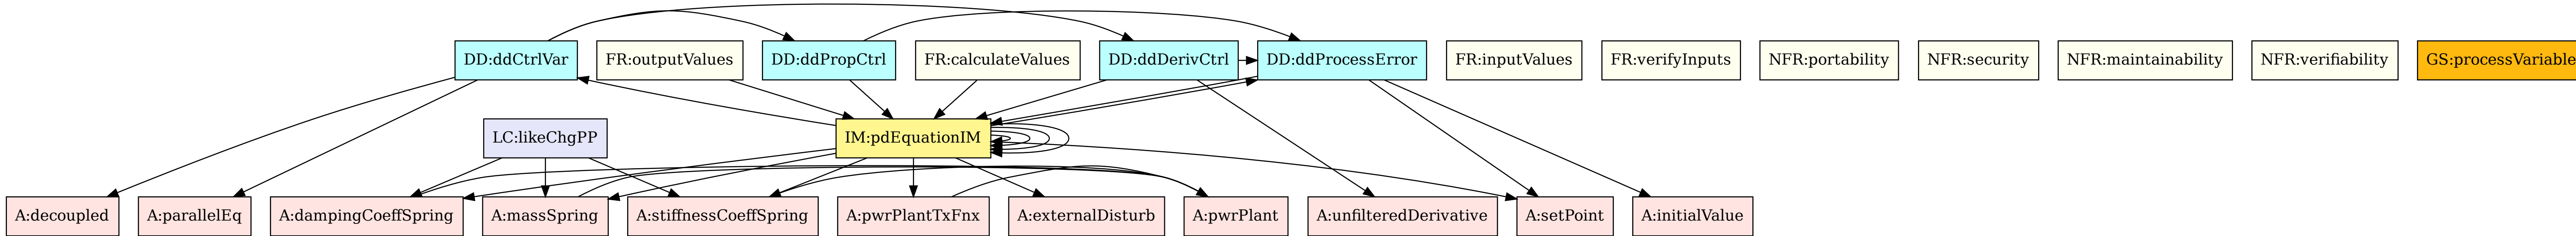 DD:ddCtrlVar
FR:outputValues
DD:ddPropCtrl
FR:calculateValues
DD:ddDerivCtrl
DD:ddProcessError
FR:inputValues
FR:verifyInputs
NFR:portability
NFR:security
NFR:maintainability
NFR:verifiability
GS:processVariable
LC:likeChgPP
IM:pdEquationIM
A:decoupled
A:parallelEq
A:dampingCoeffSpring
A:massSpring
A:stiffnessCoeffSpring
A:pwrPlantTxFnx
A:externalDisturb
A:pwrPlant
A:unfilteredDerivative
A:setPoint
A:initialValue